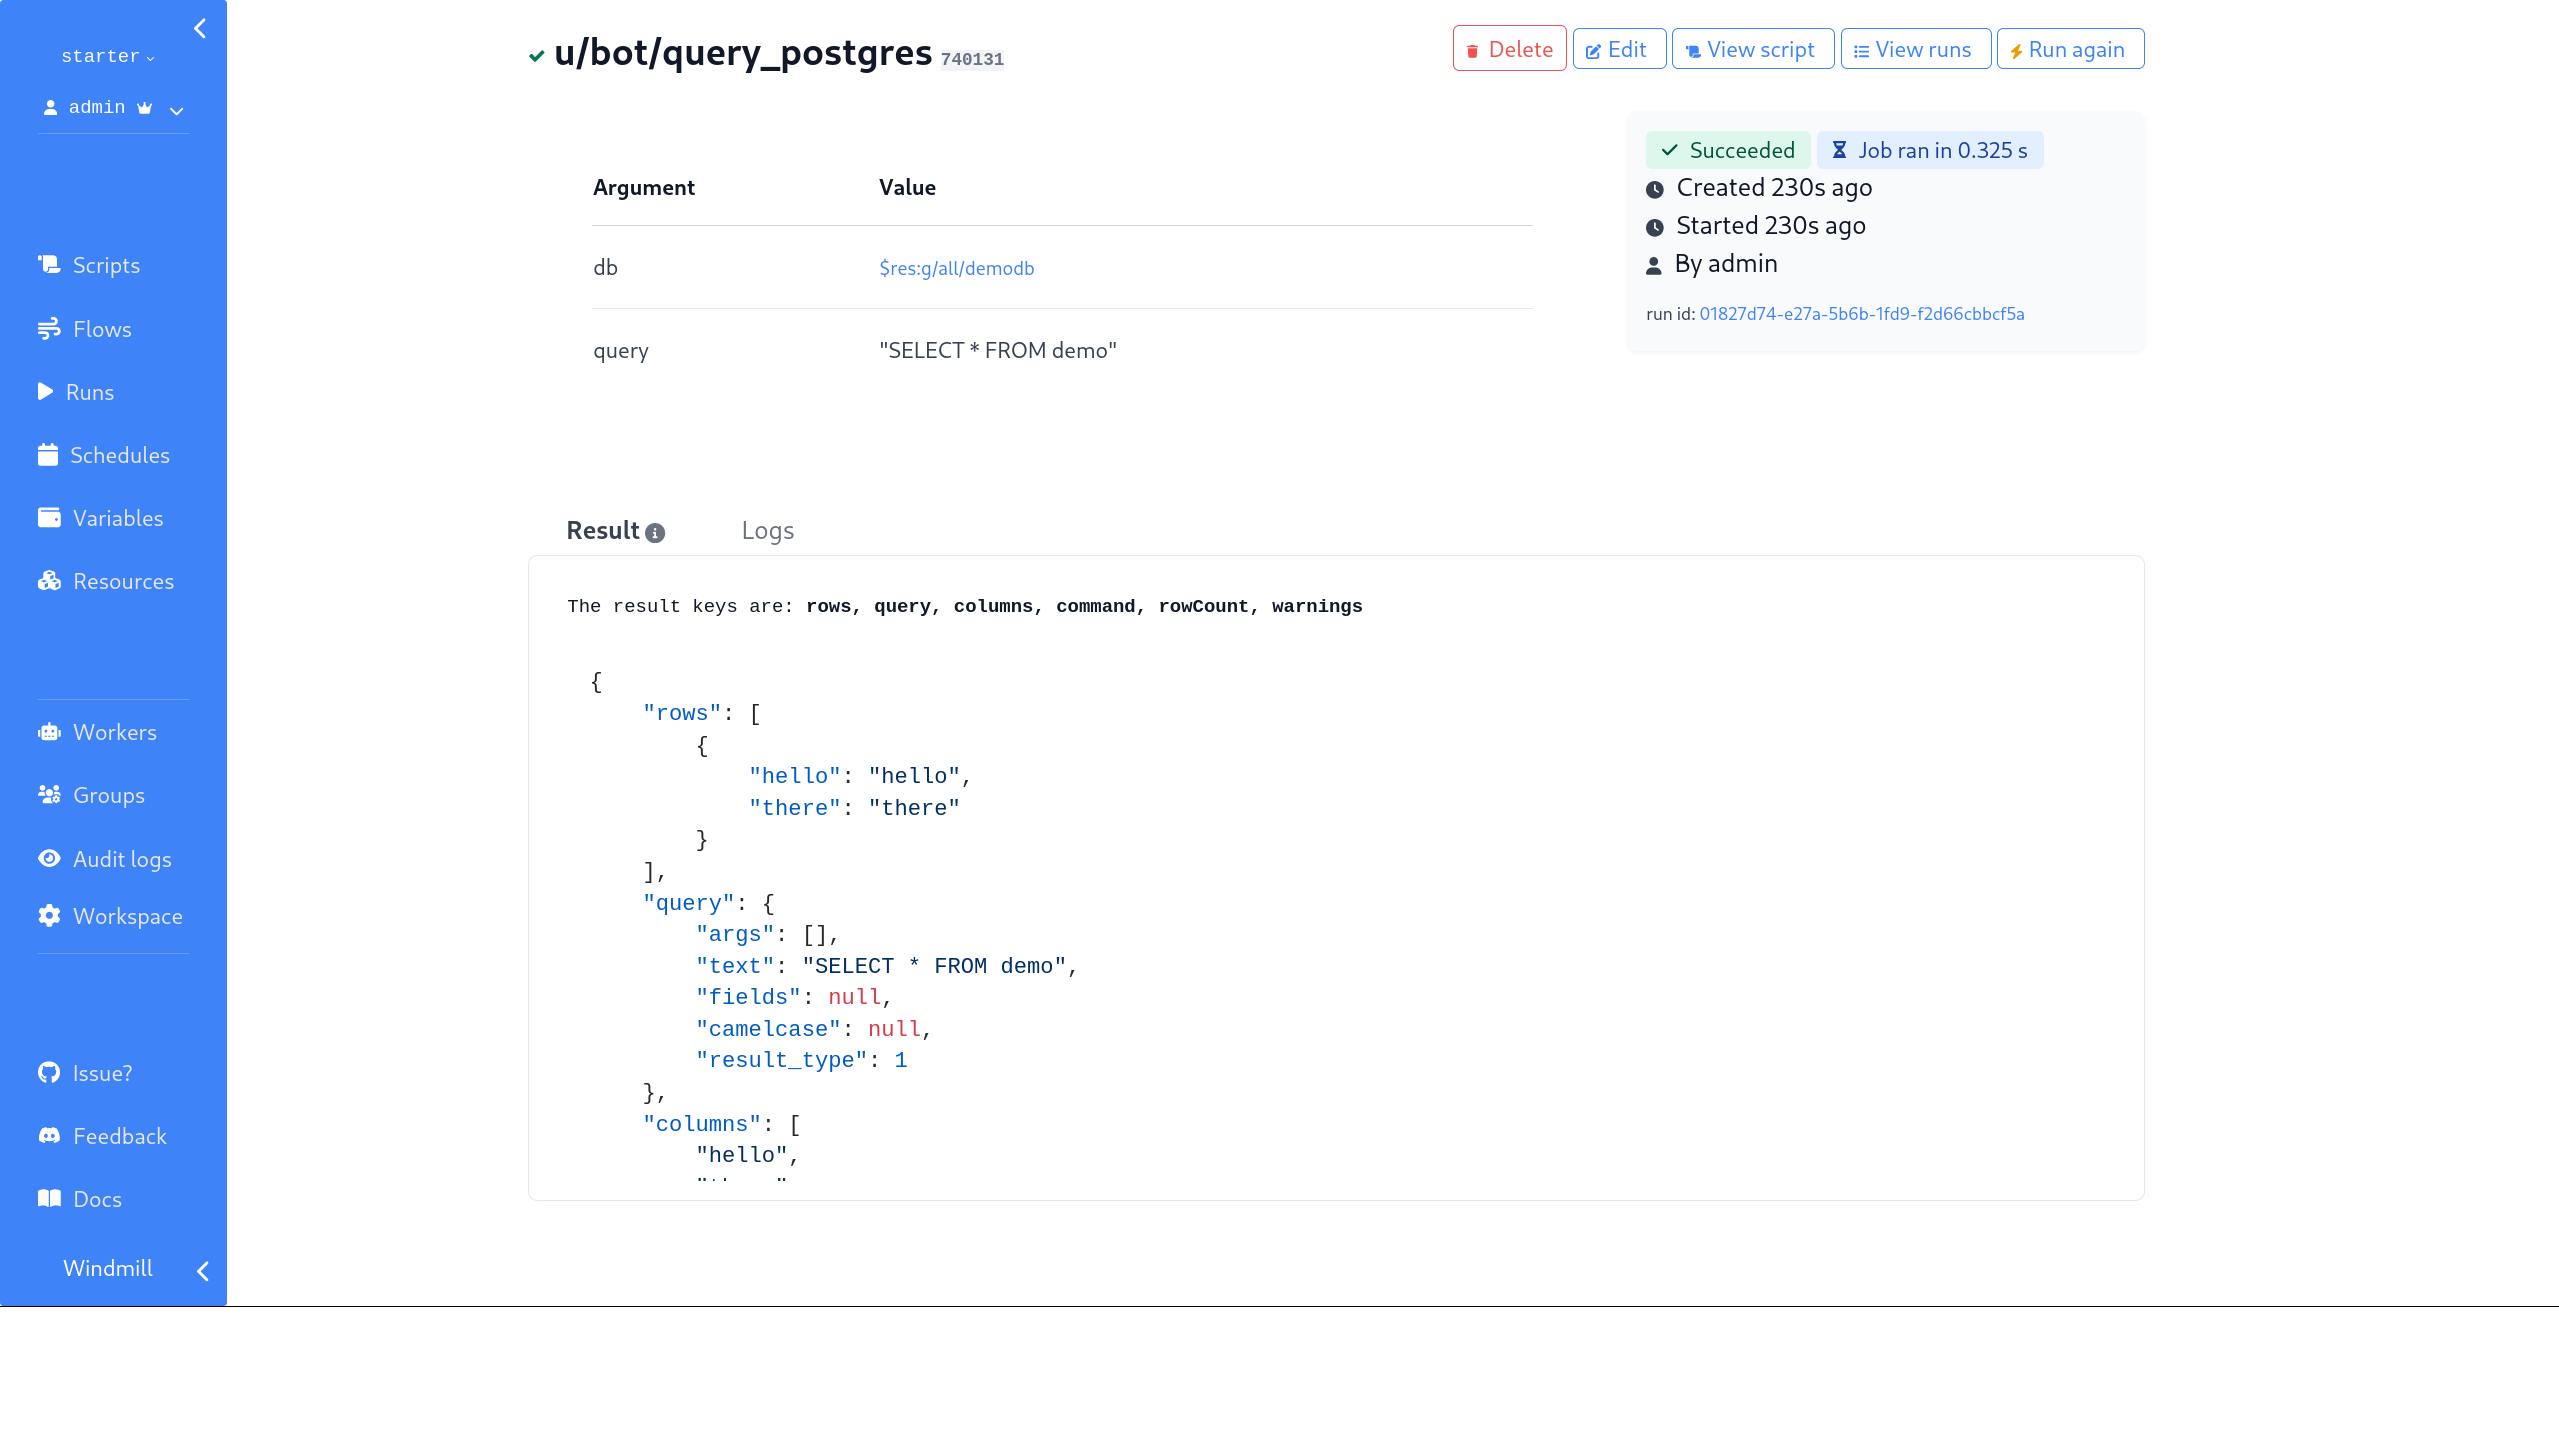 starter
admin
Scripts
Flows
Runs
Schedules
Variables
Resources
Workers
Groups
Audit logs
Workspace
Issue?
Feedback
Docs
Windmill
u/bot/query_postgres 740131
Delete Edit View script View runs Run again
Argument Value
db $res:g/all/demodb
query "SELECT * FROM demo"
Succeeded Job ran in 0.325 s
Created 230s ago
Started 230s ago
By admin
run id: 01827d74-e27a-5b6b-1fd9-f2d66cbbcf5a
Result Logs
The result keys are: rows, query, columns, command, rowCount, warnings
{
"rows": [
{
"hello": "hello",
"there": "there"
}
],
"query": {
"args": [],
"text": "SELECT * FROM demo",
"fields": null,
"camelcase": null,
"result_type": 1
},
"columns": [
"hello",